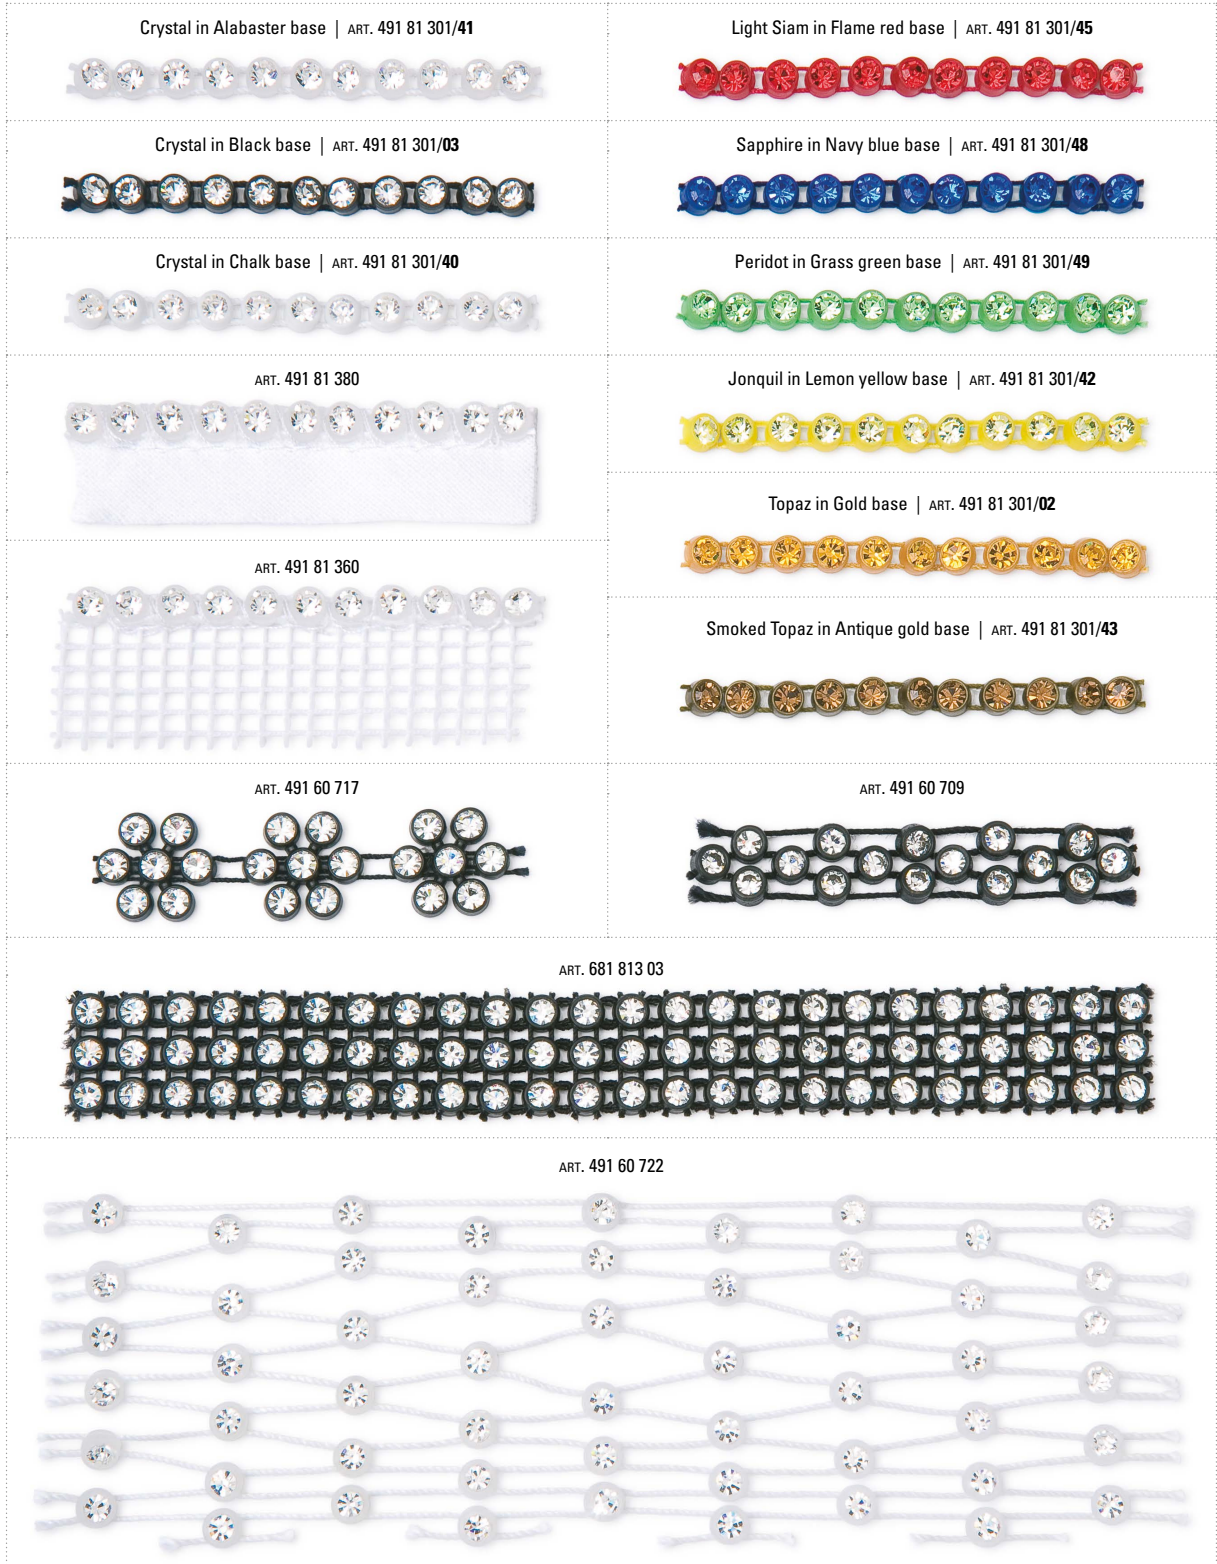 Crystal in Alabaster base | ART. 491 81 301/41
Light Siam in Flame red base | ART. 491 81 301/45
Crystal in Black base | ART. 491 81 301/03
Sapphire in Navy blue base | ART. 491 81 301/48
Crystal in Chalk base | ART. 491 81 301/40
Peridot in Grass green base | ART. 491 81 301/49
ART. 491 81 380
Jonquil in Lemon yellow base | ART. 491 81 301/42
Topaz in Gold base | ART. 491 81 301/02
ART. 491 81 360
Smoked Topaz in Antique gold base | ART. 491 81 301/43
ART. 491 60 717
ART. 491 60 709
ART. 681 813 03
ART. 491 60 722